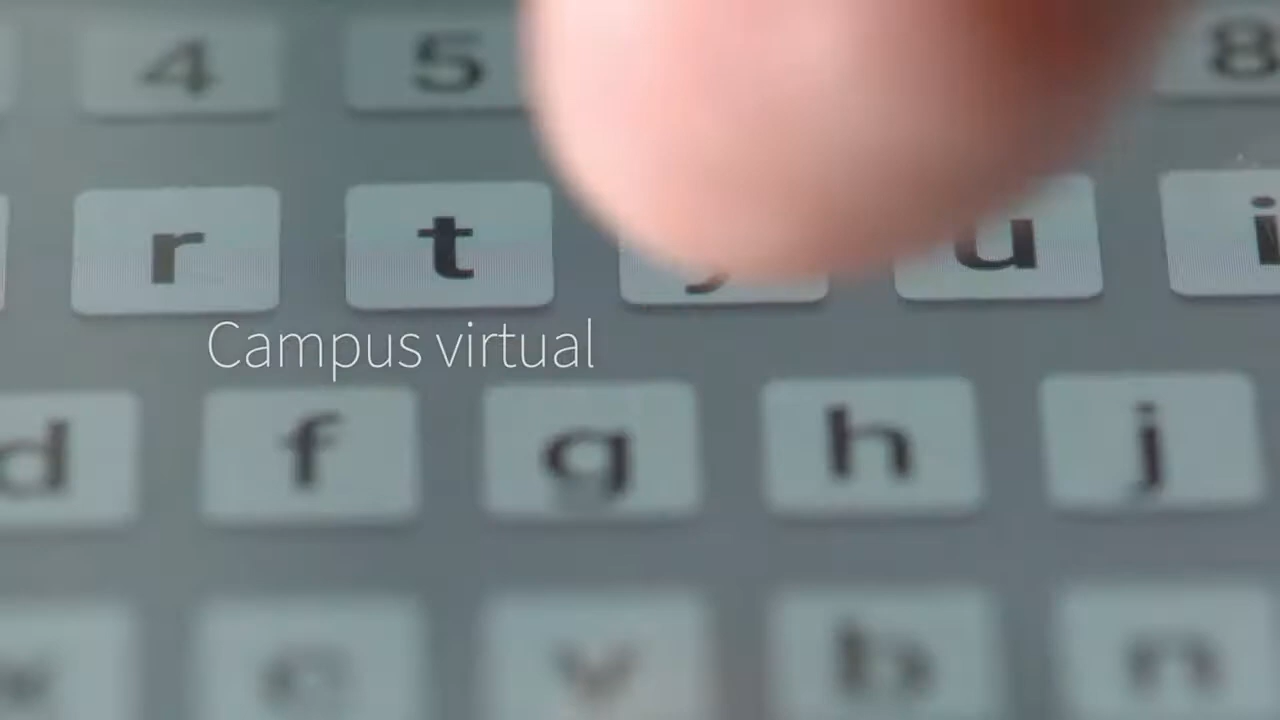 4 5 8
r t y u i
Campus virtual
d f g h j
c v b n